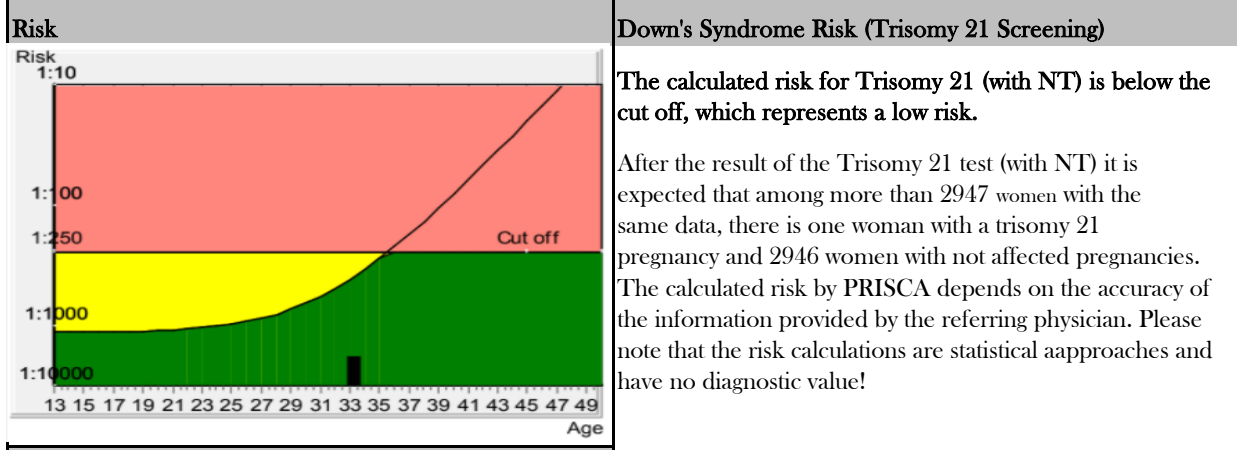 Risk
Risk
1:10
1:100
1:250
Cut off
1:1000
1:10000
13 15 17 19 21 23 25 27 29 31 33 35 37 39 41 43 45 47 49
Age
Down's Syndrome Risk (Trisomy 21 Screening)
The calculated risk for Trisomy 21 (with NT) is below the
cut off, which represents a low risk.
After the result of the Trisomy 21 test (with NT) it is
expected that among more than 2947 women with the
same data, there is one woman with a trisomy 21
pregnancy and 2946 women with not affected pregnancies.
The calculated risk by PRISCA depends on the accuracy of
the information provided by the referring physician. Please
note that the risk calculations are statistical aapproaches and
have no diagnostic value!